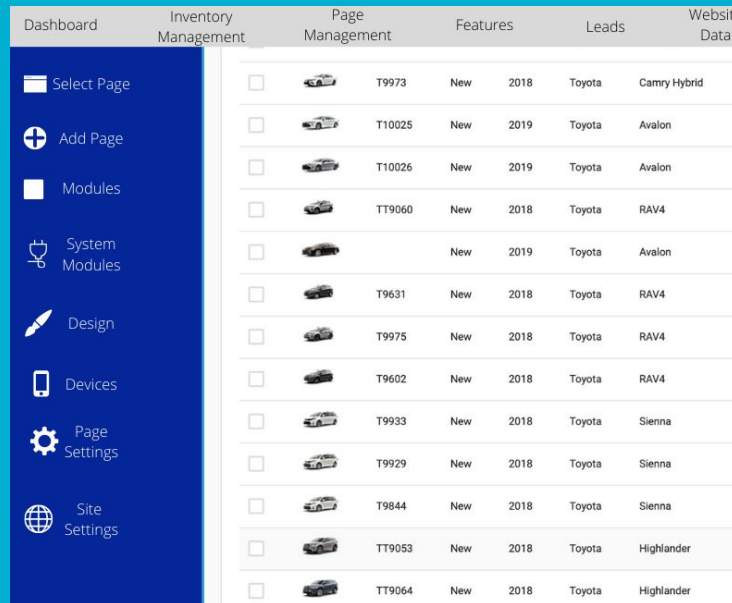 Dashboard
Inventory
Management
Page
Management
Features
Leads
Data
Select Page
Add Page
Modules
System
Modules
Design
Devices
Page
Settings
Site
Settings
T9973 New 2018 Toyota Camry Hybrid
T10025 New 2019 Toyota Avalon
T10026 New 2019 Toyota Avalon
TT9060 New 2018 Toyota RAV4
New 2019 Toyota Avalon
T9631 New 2018 Toyota RAV4
T9975 New 2018 Toyota RAV4
T9602 New 2018 Toyota RAV4
T9933 New 2018 Toyota Sienna
T9929 New 2018 Toyota Sienna
T9844 New 2018 Toyota Sienna
TT9053 New 2018 Toyota Highlander
TT9064 New 2018 Toyota Highlander